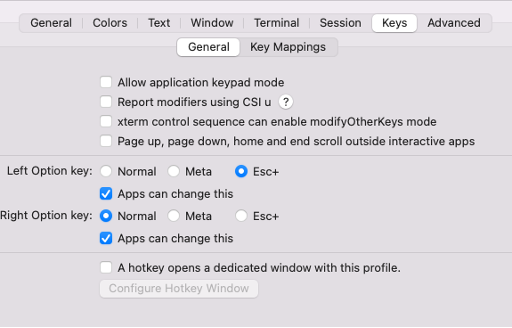 General Colors Text Window Terminal Session Keys Advanced
General Key Mappings
Allow application keypad mode
Report modifiers using CSI u ?
xterm control sequence can enable modifyOtherKeys mode
Page up, page down, home and end scroll outside interactive apps
Left Option key: Normal Meta Esc+
Apps can change this
Right Option key: Normal Meta Esc+
Apps can change this
A hotkey opens a dedicated window with this profile.
Configure Hotkey Window